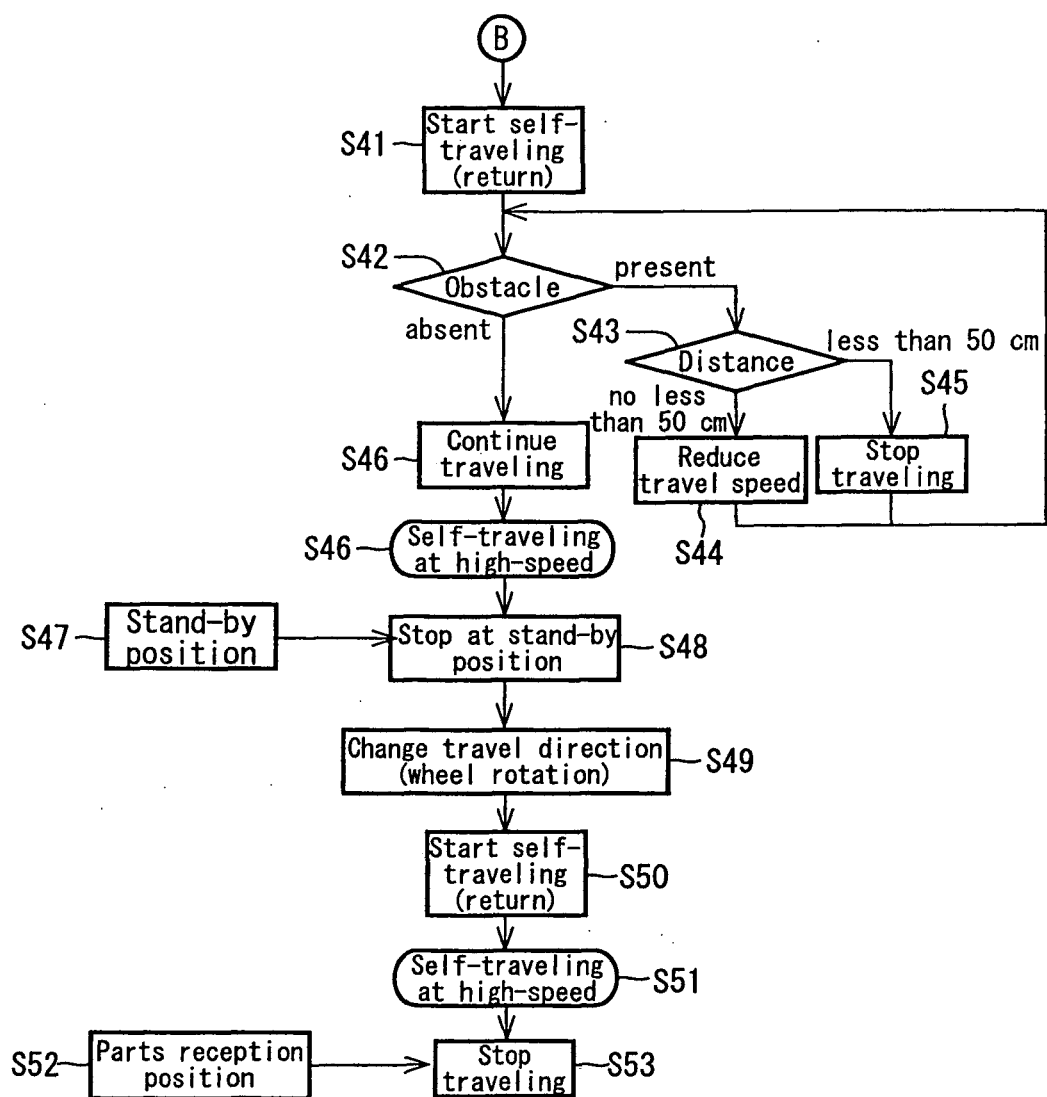 B
S41
Start self-
traveling
(return)
S42
Obstacle
present
absent
S43
Distance
less than 50 cm
no less
than 50 cm
S45
S46
Continue
traveling
Reduce
travel speed
Stop
traveling
S44
S46
Self-traveling
at high-speed
S47
Stand-by
position
Stop at stand-by
position
S48
Change travel direction
(wheel rotation)
S49
Start self-
traveling
(return)
S50
Self-traveling
at high-speed
S51
S52
Parts reception
position
Stop
traveling
S53